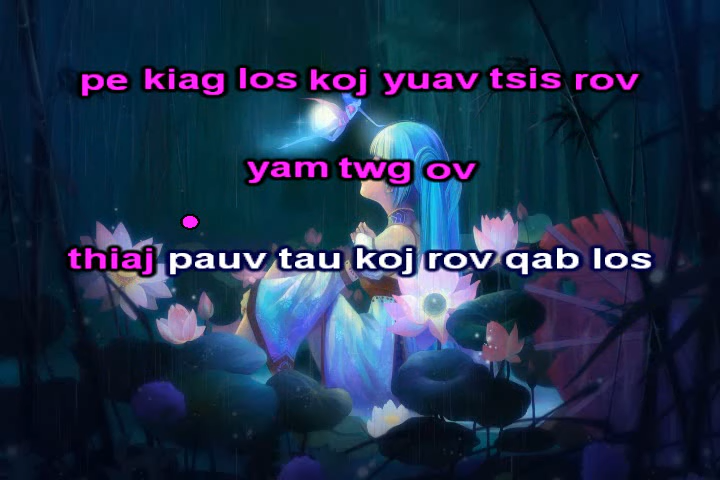 pe kiag los koj yuav tsis rov
yam twg ov
thiaj pauv tau koj rov qab los